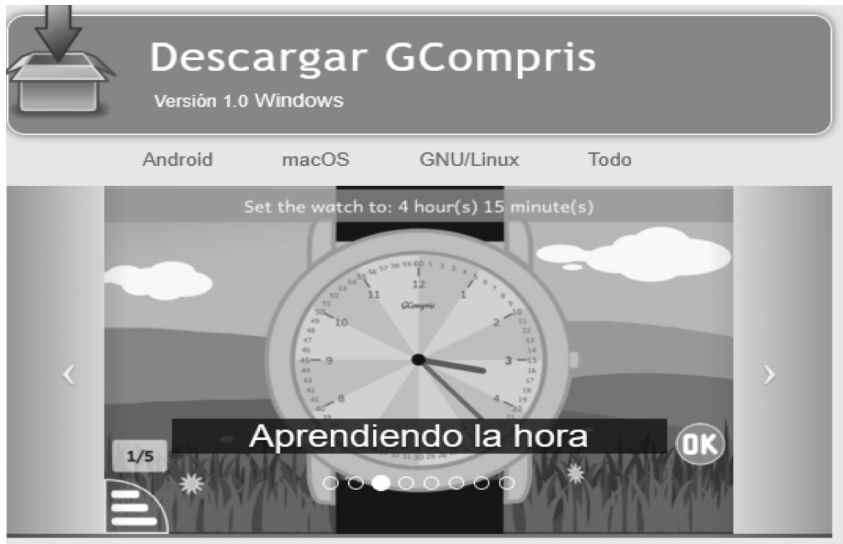 Descargar GCompris
Versión 1.0 Windows
Android macOS GNU/Linux Todo
Set the watch to: 4 hour(s) 15 minute(s)
12
11 1
GCompris
10 2
9 3
8 4
Aprendiendo la hora
1/5
OK